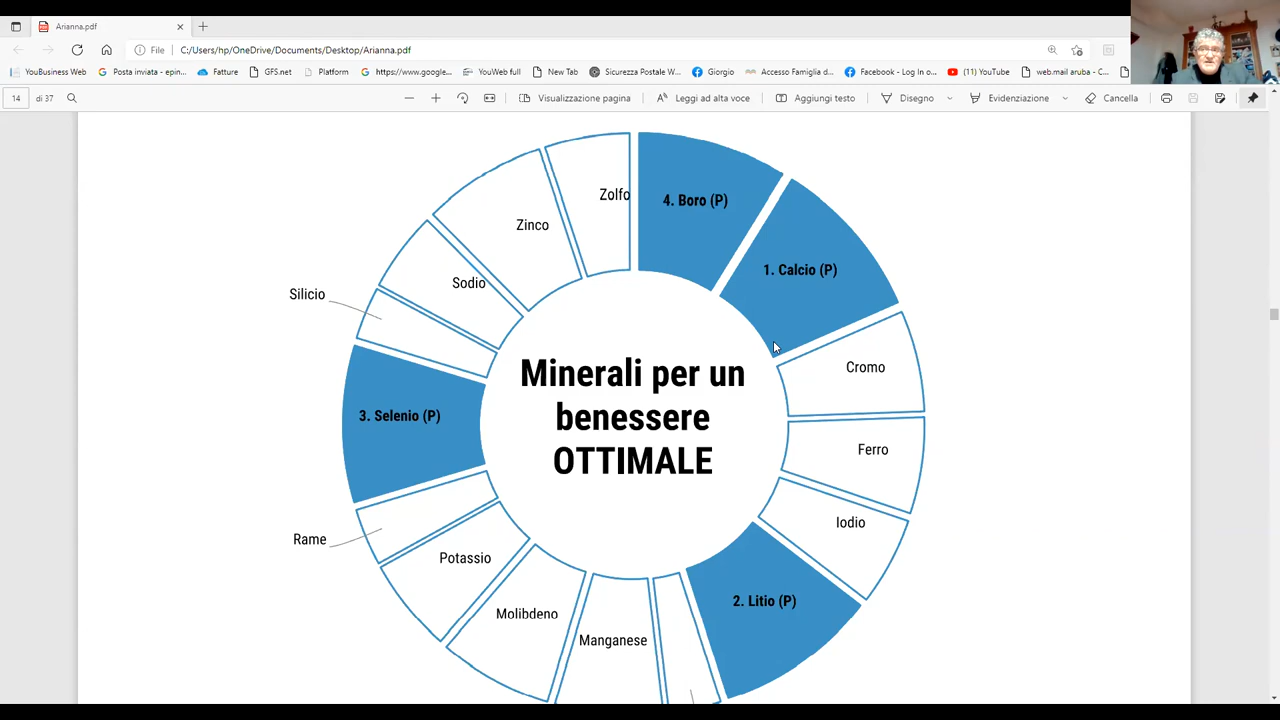 Arianna.pdf
File C:/Users/hp/OneDrive/Documents/Desktop/Arianna.pdf
YouBusiness Web Posta inviata - epin... Fatture GFS.net Platform https://www.google... YouWeb full New Tab Sicurezza Postale W... Giorgio Accesso Famiglia d... Facebook - Log In o... (11) YouTube web.mail aruba - C...
14 di 37 Visualizzazione pagina Leggi ad alta voce Aggiungi testo Disegno Evidenziazione Cancella
Zolfo
4. Boro (P)
Zinco
1. Calcio (P)
Sodio
Silicio
Cromo
Minerali per un
benessere
OTTIMALE
3. Selenio (P)
Ferro
Iodio
Rame
Potassio
2. Litio (P)
Molibdeno
Manganese